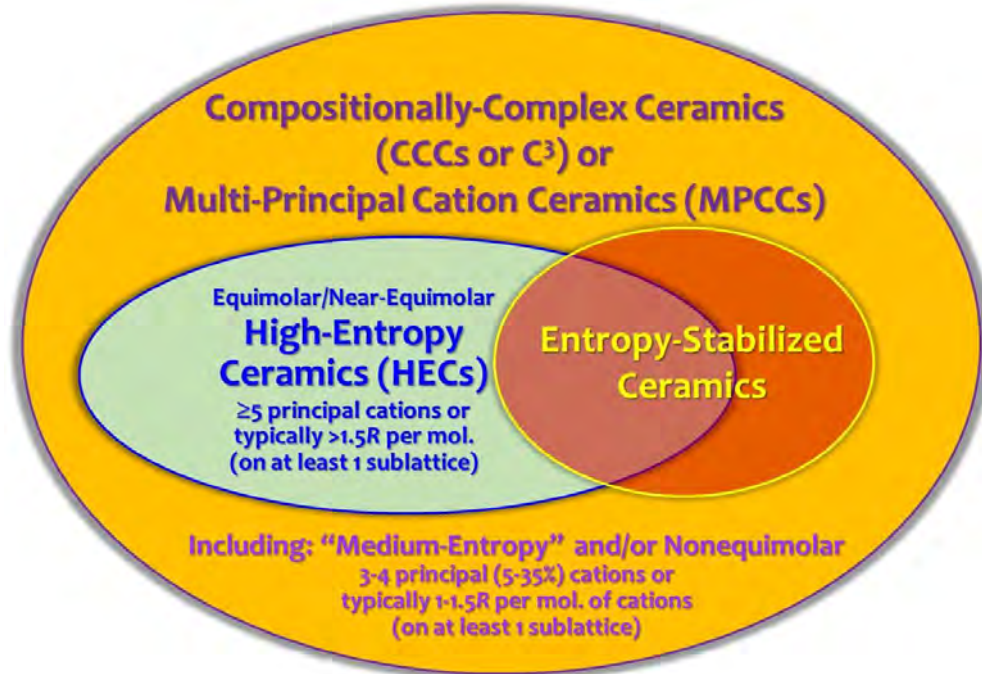 Compositionally-Complex Ceramics
(CCCs or C³) or
Multi-Principal Cation Ceramics (MPCCs)
Equimolar/Near-Equimolar
High-Entropy
Ceramics (HECs)
≥5 principal cations or
typically >1.5R per mol.
(on at least 1 sublattice)
Entropy-Stabilized
Ceramics
Including: “Medium-Entropy” and/or Nonequimolar
3-4 principal (5-35%) cations or
typically 1-1.5R per mol. of cations
(on at least 1 sublattice)